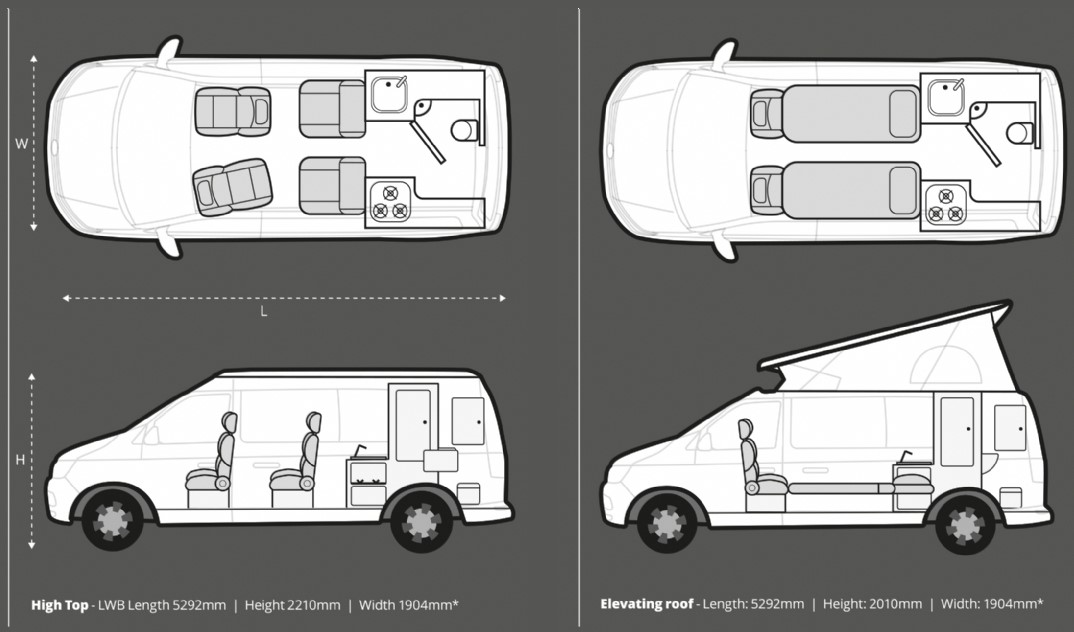 W
L
H
High Top - LWB Length 5292mm | Height 2210mm | Width 1904mm*
Elevating roof - Length: 5292mm | Height: 2010mm | Width: 1904mm*